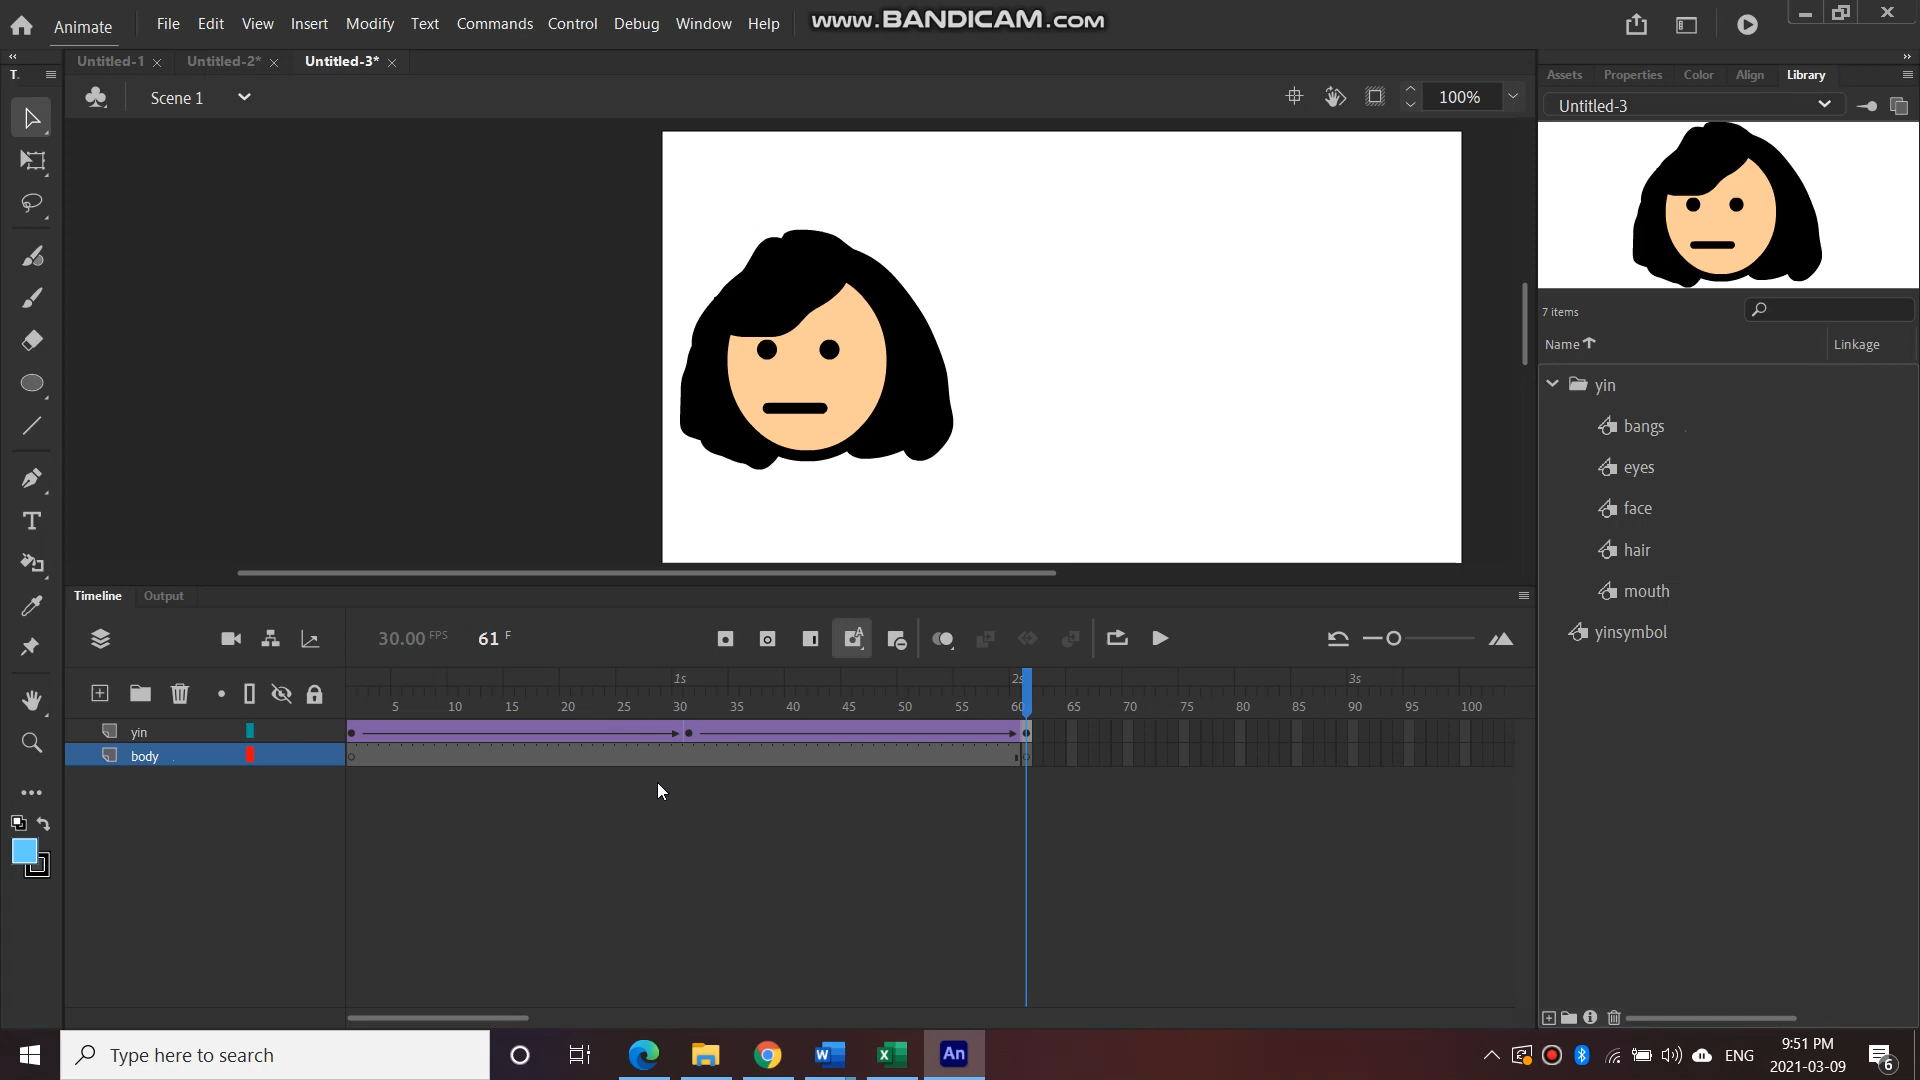 Animate File Edit View Insert Modify Text Commands Control Debug Window Help www.BANDICAM.com
Untitled-1 Untitled-2* Untitled-3*
T. Assets Properties Color Align Library
Scene 1 100% Untitled-3
7 items
Name Linkage
yin
bangs
eyes
face
hair
mouth
yinsymbol
Timeline Output
30.00 FPS 61 F
1s 2s 3s
5 10 15 20 25 30 35 40 45 50 55 60 65 70 75 80 85 90 95 100
yin
body
T
A
Type here to search An ENG 9:51 PM
2021-03-09 6